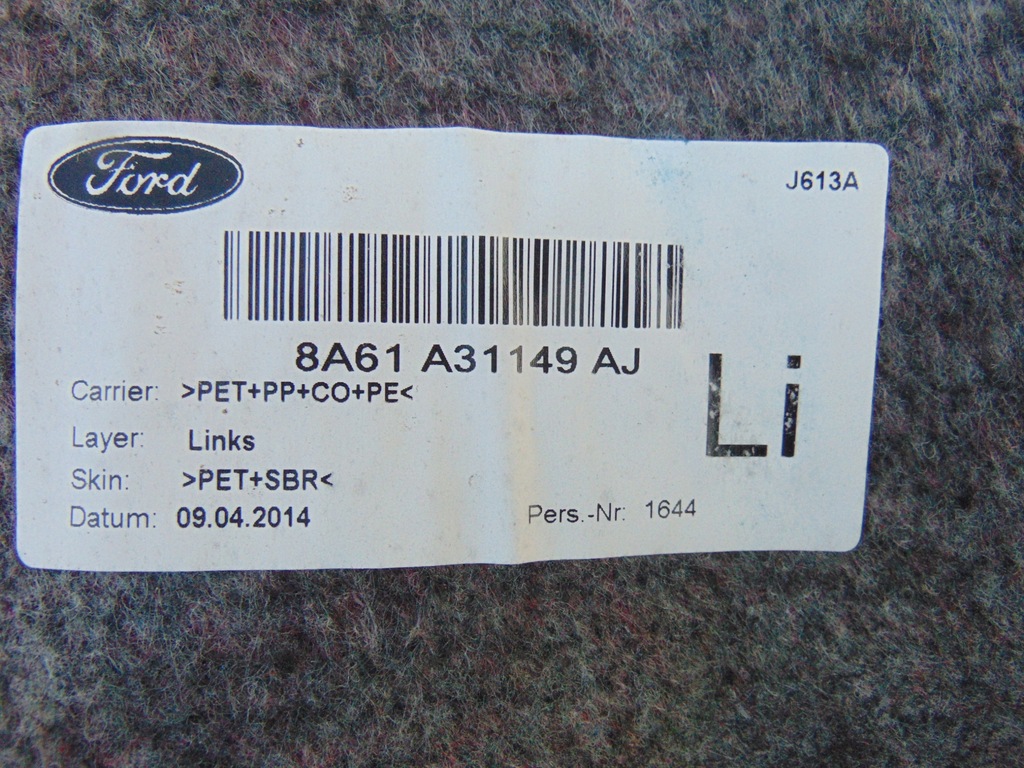 Ford
J613A
8A61 A31149 AJ
Carrier: >PET+PP+CO+PE<
Layer: Links
Li
Skin: >PET+SBR<
Datum: 09.04.2014
Pers.-Nr: 1644